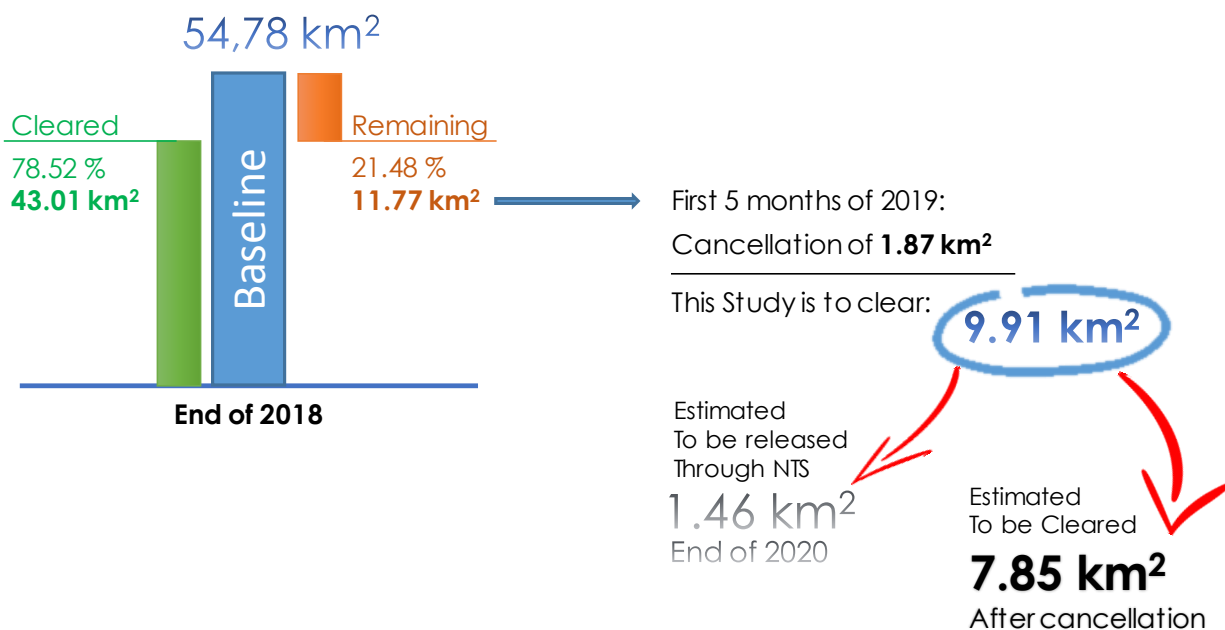 54,78 km²
Cleared
78.52 %
43.01 km²
Baseline
Remaining
21.48 %
11.77 km²
End of 2018
First 5 months of 2019:
Cancellation of 1.87 km²
This Study is to clear:
9.91 km²
Estimated
To be released
Through NTS
1.46 km²
End of 2020
Estimated
To be Cleared
7.85 km²
After cancellation